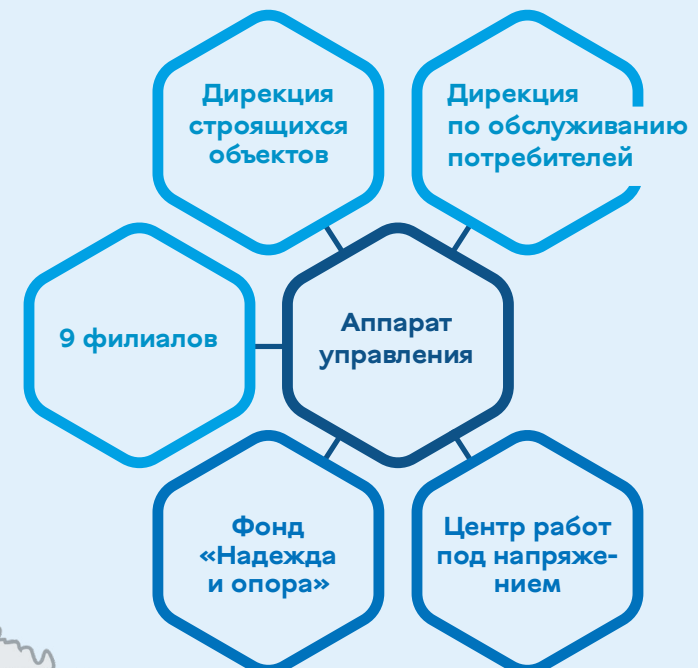 Дирекция
строящихся
объектов
Дирекция
по обслуживанию
потребителей
9 филиалов
Аппарат
управления
Фонд
«Надежда
и опора»
Центр работ
под напряже-
нием